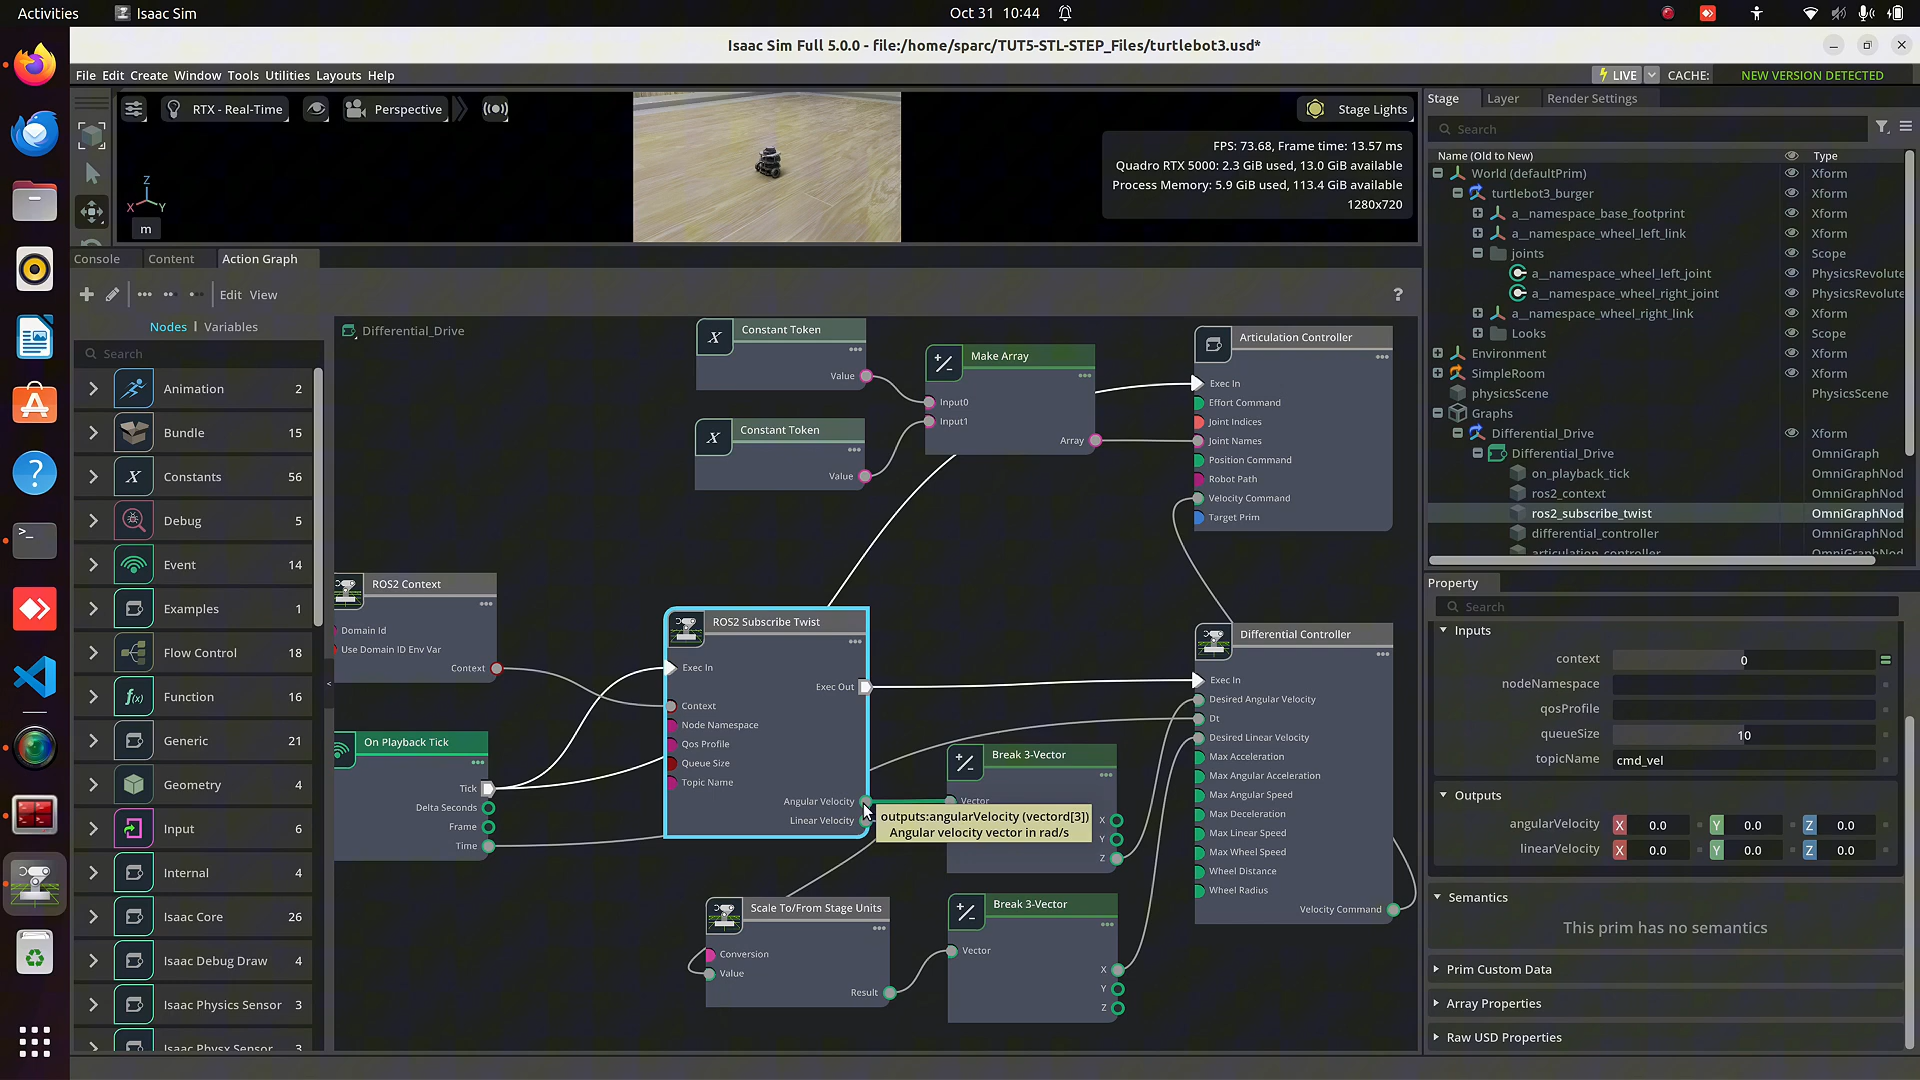 Activities
Isaac Sim
Oct 31 10:44
Isaac Sim Full 5.0.0 - file:/home/sparc/TUT5-STL-STEP_Files/turtlebot3.usd*
File Edit Create Window Tools Utilities Layouts Help
LIVE
CACHE:
NEW VERSION DETECTED
RTX - Real-Time
Perspective
Stage Lights
FPS: 73.68, Frame time: 13.57 ms
Quadro RTX 5000: 2.3 GiB used, 13.0 GiB available
Process Memory: 5.9 GiB used, 113.4 GiB available
1280x720
Z
X Y
m
Console
Content
Action Graph
Edit View
?
Nodes | Variables
Search
Animation 2
Bundle 15
Constants 56
Debug 5
Event 14
Examples 1
Flow Control 18
Function 16
Generic 21
Geometry 4
Input 6
Internal 4
Isaac Core 26
Isaac Debug Draw 4
Isaac Physics Sensor 3
Isaac Physx Sensor 3
Differential_Drive
Constant Token
Value
Constant Token
Value
Make Array
Input0
Input1
Array
Articulation Controller
Exec In
Effort Command
Joint Indices
Joint Names
Position Command
Robot Path
Velocity Command
Target Prim
ROS2 Context
Domain Id
Use Domain ID Env Var
Context
On Playback Tick
Tick
Delta Seconds
Frame
Time
ROS2 Subscribe Twist
Exec In
Exec Out
Context
Node Namespace
Qos Profile
Queue Size
Topic Name
Angular Velocity
Linear Velocity
outputs:angularVelocity (vectord[3])
Angular velocity vector in rad/s
Break 3-Vector
Vector
X
Y
Z
Scale To/From Stage Units
Conversion
Value
Result
Break 3-Vector
Vector
X
Y
Z
Differential Controller
Exec In
Desired Angular Velocity
Dt
Desired Linear Velocity
Max Acceleration
Max Angular Acceleration
Max Angular Speed
Max Deceleration
Max Linear Speed
Max Wheel Speed
Wheel Distance
Wheel Radius
Velocity Command
Stage
Layer
Render Settings
Search
Name (Old to New)
Type
World (defaultPrim) Xform
turtlebot3_burger Xform
a__namespace_base_footprint Xform
a__namespace_wheel_left_link Xform
joints Scope
a__namespace_wheel_left_joint PhysicsRevolute
a__namespace_wheel_right_joint PhysicsRevolute
a__namespace_wheel_right_link Xform
Looks Scope
Environment Xform
SimpleRoom Xform
physicsScene PhysicsScene
Graphs
Differential_Drive Xform
Differential_Drive OmniGraph
on_playback_tick OmniGraphNod
ros2_context OmniGraphNod
ros2_subscribe_twist OmniGraphNod
differential_controller OmniGraphNod
articulation_controller OmniGraphNod
Property
Search
Inputs
context 0
nodeNamespace
qosProfile
queueSize 10
topicName cmd_vel
Outputs
angularVelocity X 0.0 Y 0.0 Z 0.0
linearVelocity X 0.0 Y 0.0 Z 0.0
Semantics
This prim has no semantics
Prim Custom Data
Array Properties
Raw USD Properties